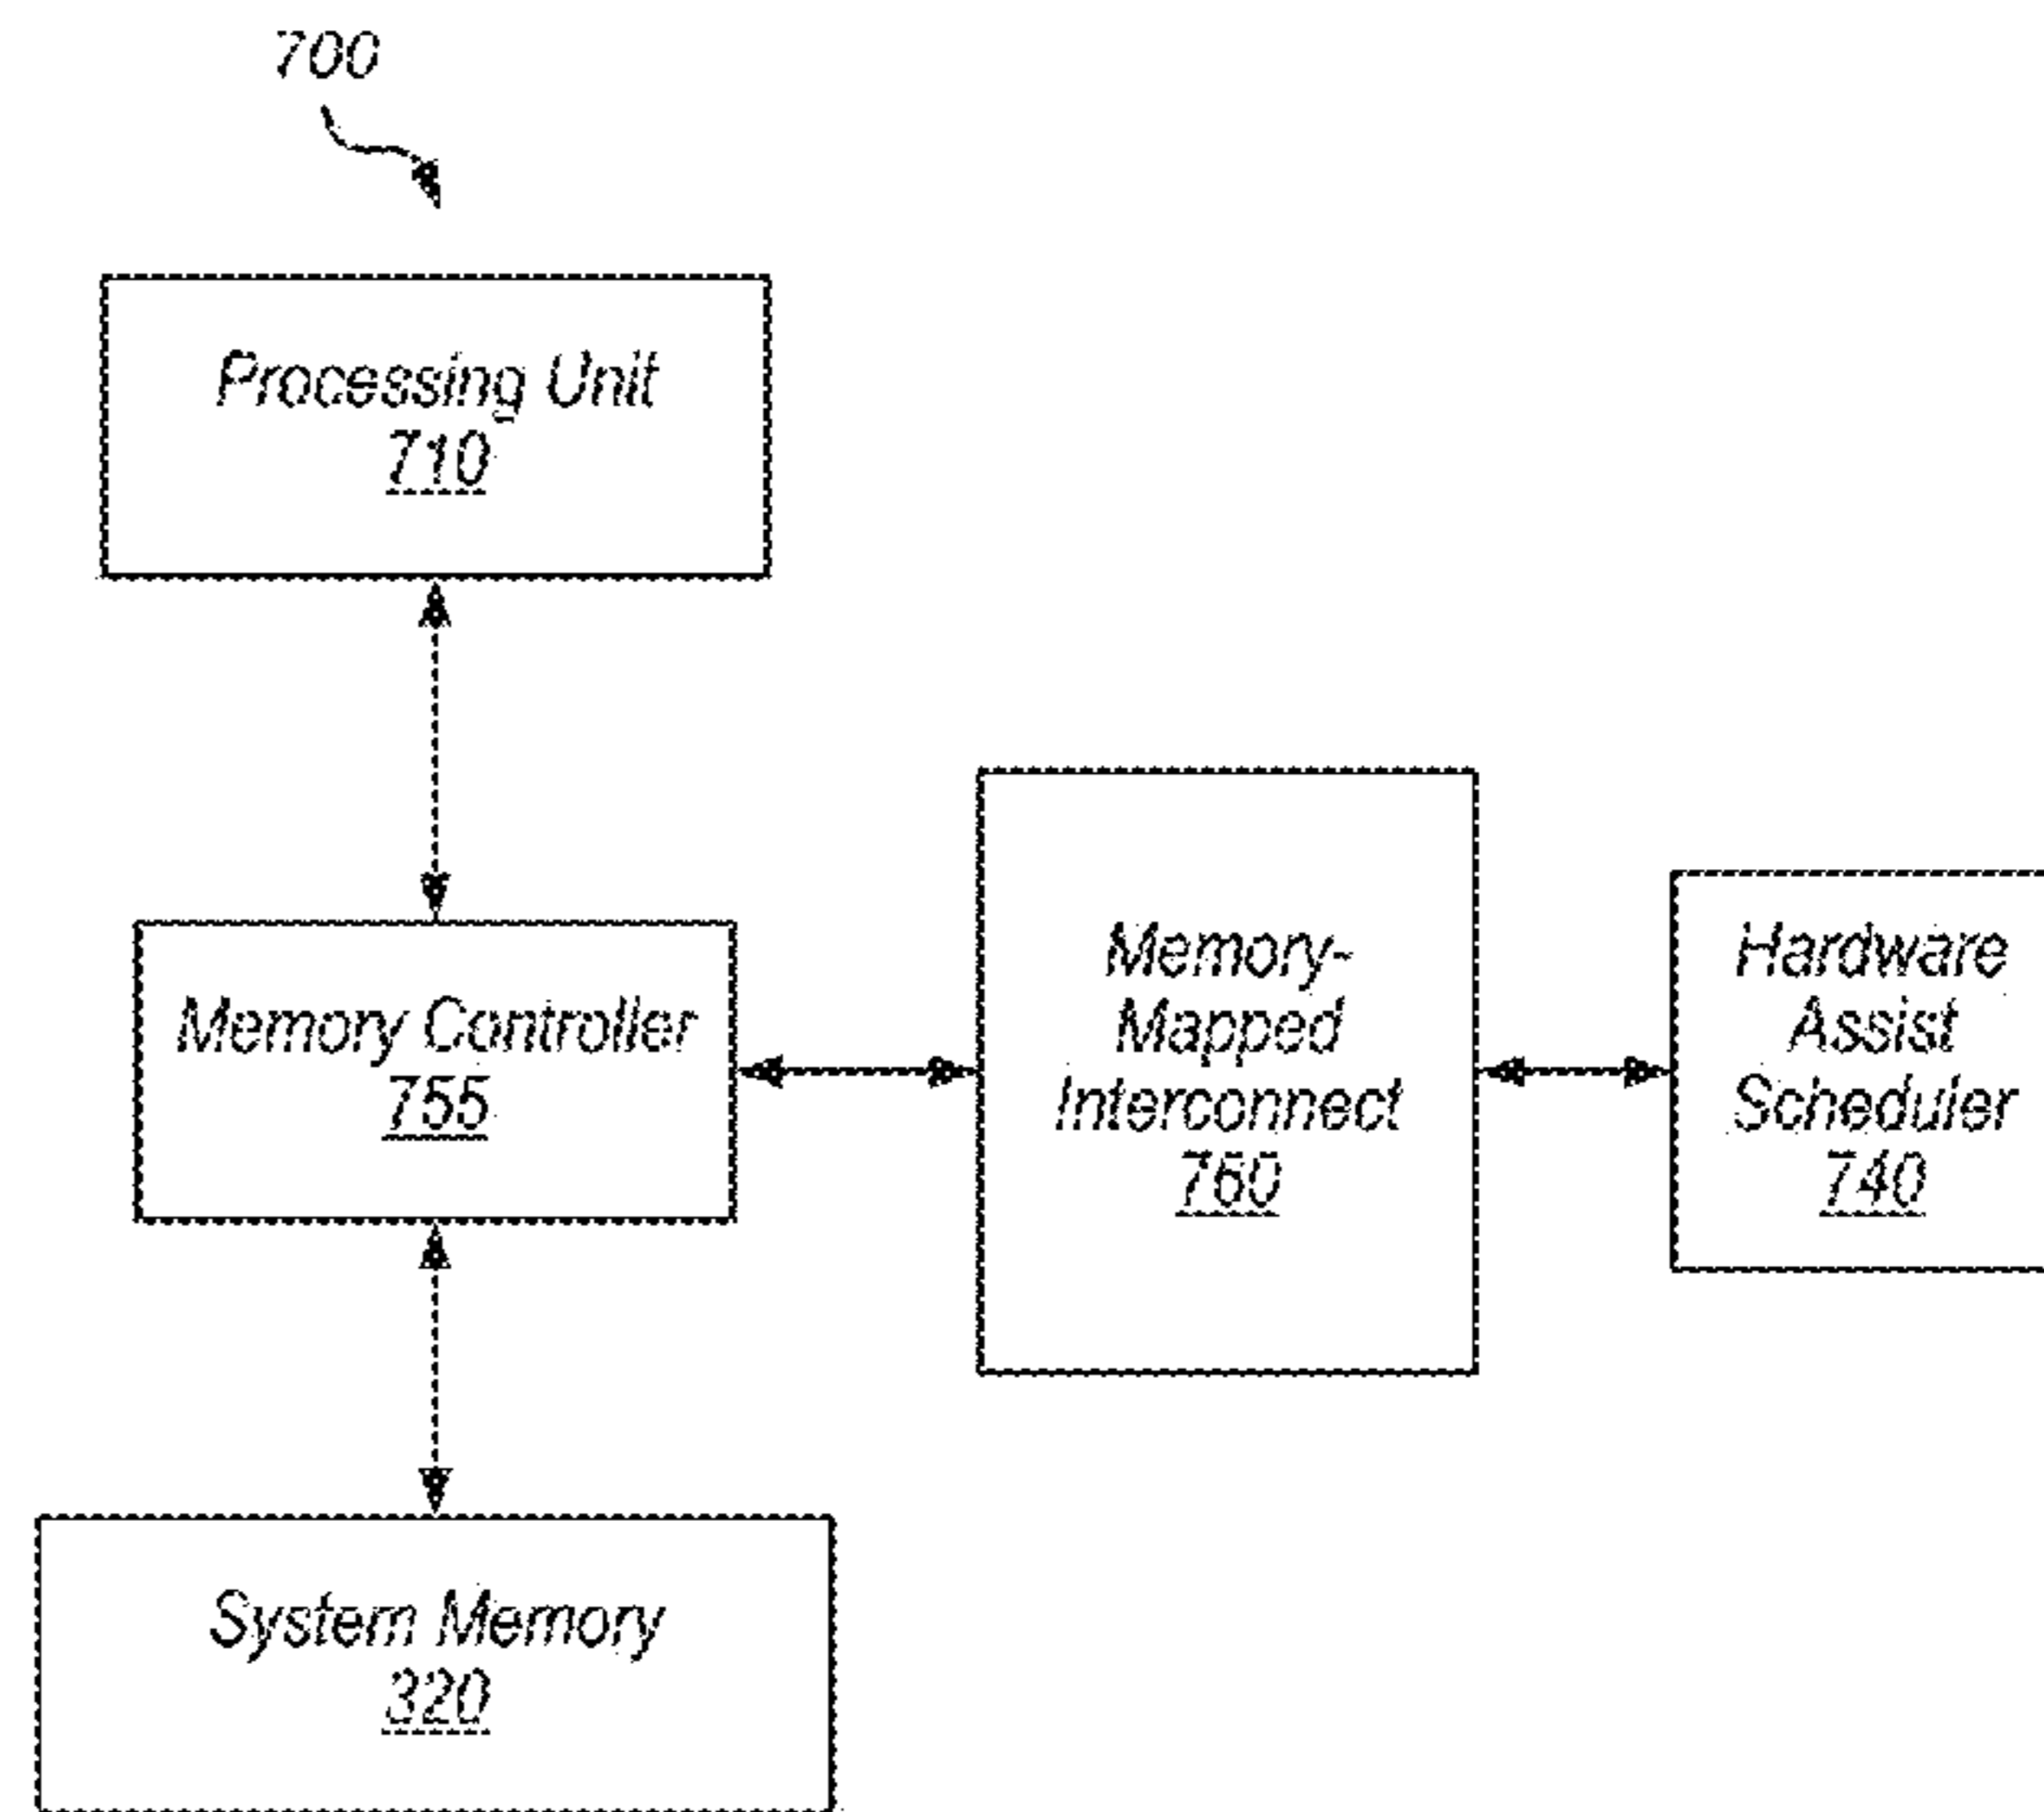 700
Processing Unit
710
Memory Controller
755
Memory-
Mapped
Interconnect
760
Hardware
Assist
Scheduler
740
System Memory
320